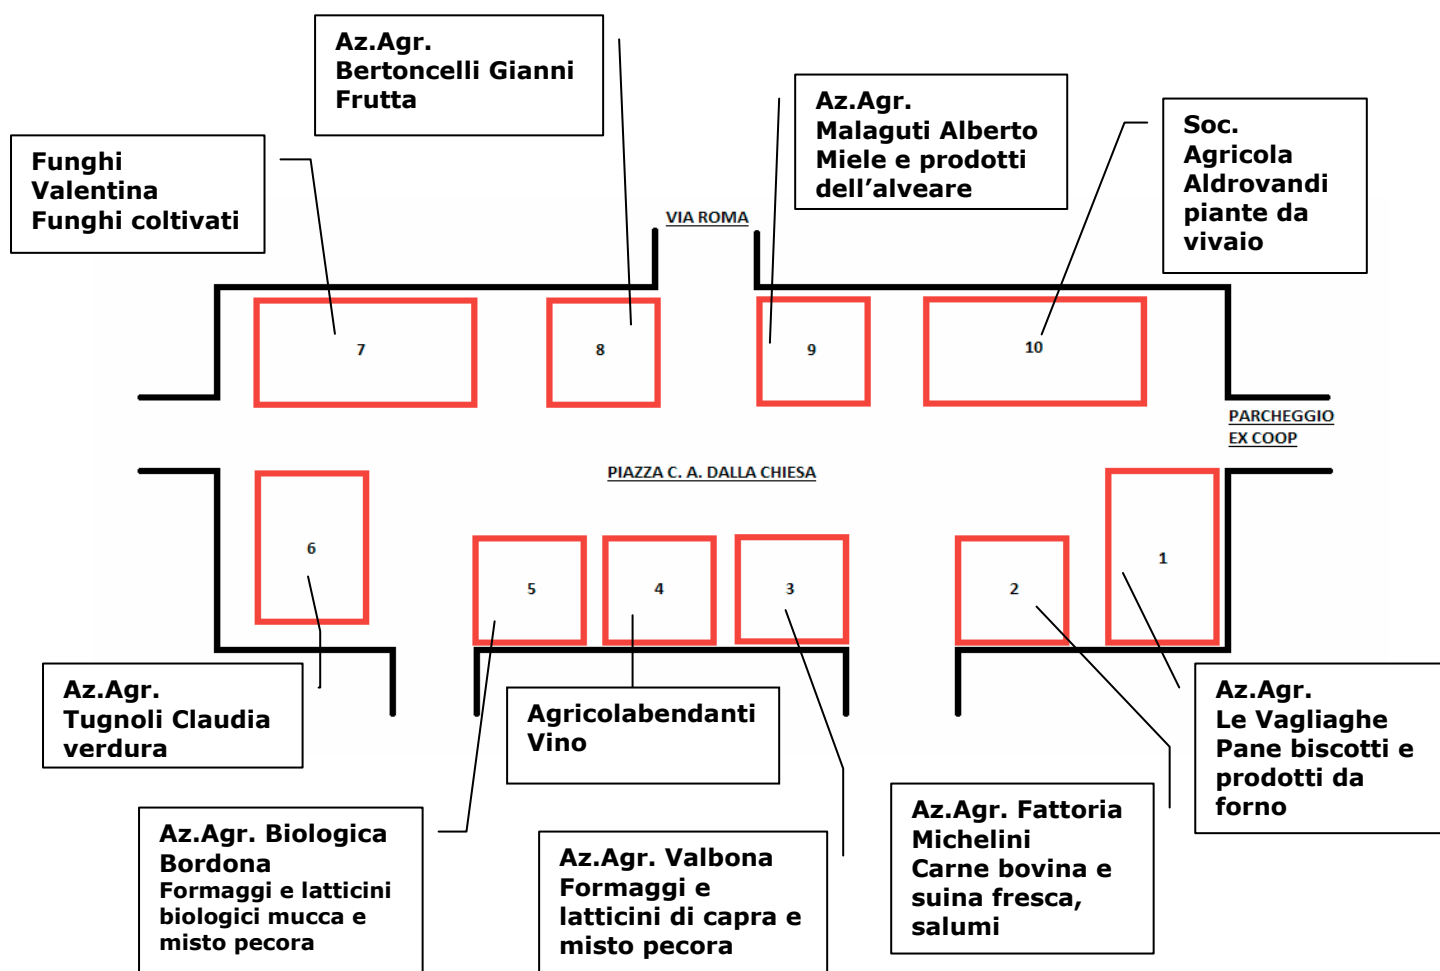 Az.Agr.
Bertoncelli Gianni
Frutta
Az.Agr.
Malaguti Alberto
Miele e prodotti
dell’alveare
Soc.
Agricola
Aldrovandi
piante da
vivaio
Funghi
Valentina
Funghi coltivati
VIA ROMA
7
8
9
10
PARCHEGGIO
EX COOP
PIAZZA C. A. DALLA CHIESA
6
5
4
3
2
1
Az.Agr.
Tugnoli Claudia
verdura
Agricolabendanti
Vino
Az.Agr.
Le Vagliaghe
Pane biscotti e
prodotti da
forno
Az.Agr. Biologica
Bordona
Formaggi e latticini
biologici mucca e
misto pecora
Az.Agr. Valbona
Formaggi e
latticini di capra e
misto pecora
Az.Agr. Fattoria
Michelini
Carne bovina e
suina fresca,
salumi